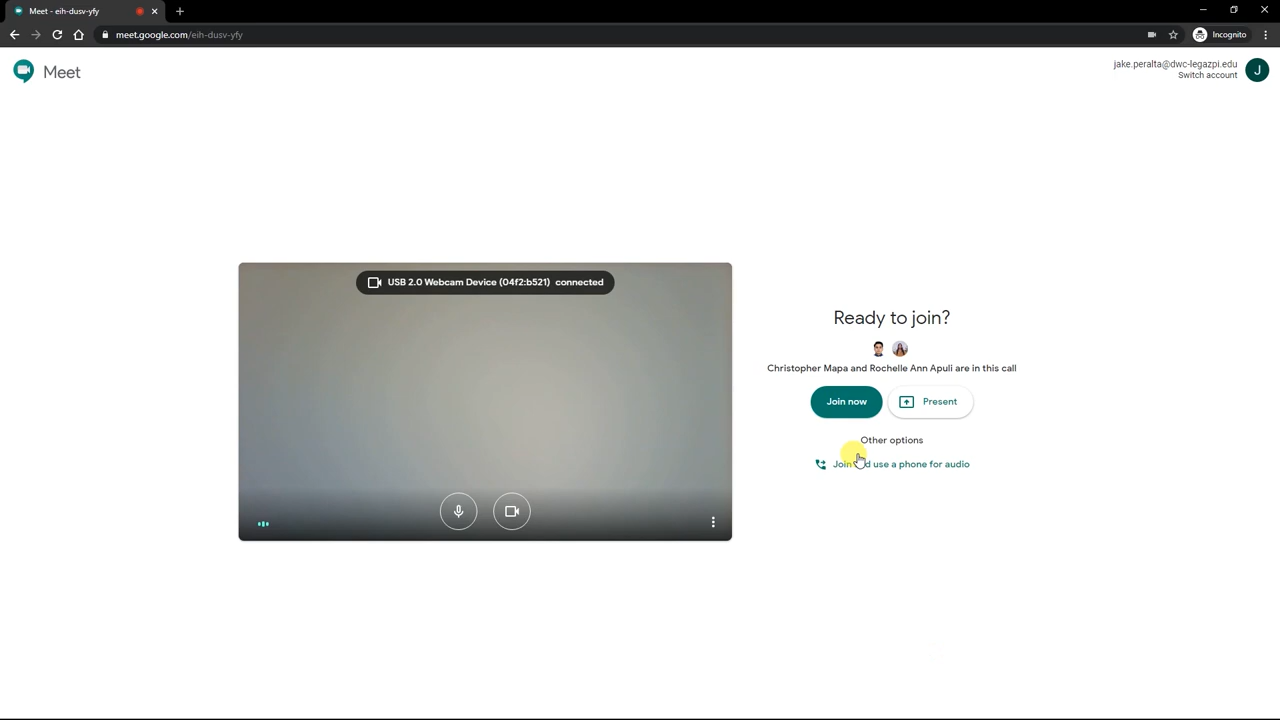 Meet - eih-dusv-yfy
meet.google.com/eih-dusv-yfy
Incognito
Meet
jake.peralta@dwc-legazpi.edu
Switch account
J
USB 2.0 Webcam Device (04f2:b521) connected
Ready to join?
Christopher Mapa and Rochelle Ann Apuli are in this call
Join now
Present
Other options
Join and use a phone for audio